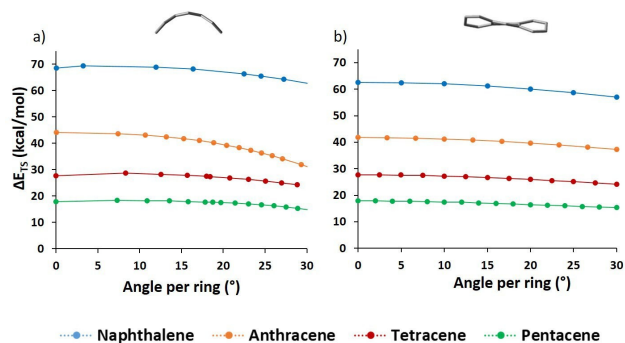 a)
b)
ΔE_TS (kcal/mol)
70
60
50
40
30
20
10
0
0 5 10 15 20 25 30
Angle per ring (°)
70
60
50
40
30
20
10
0
0 5 10 15 20 25 30
Angle per ring (°)
Naphthalene Anthracene Tetracene Pentacene